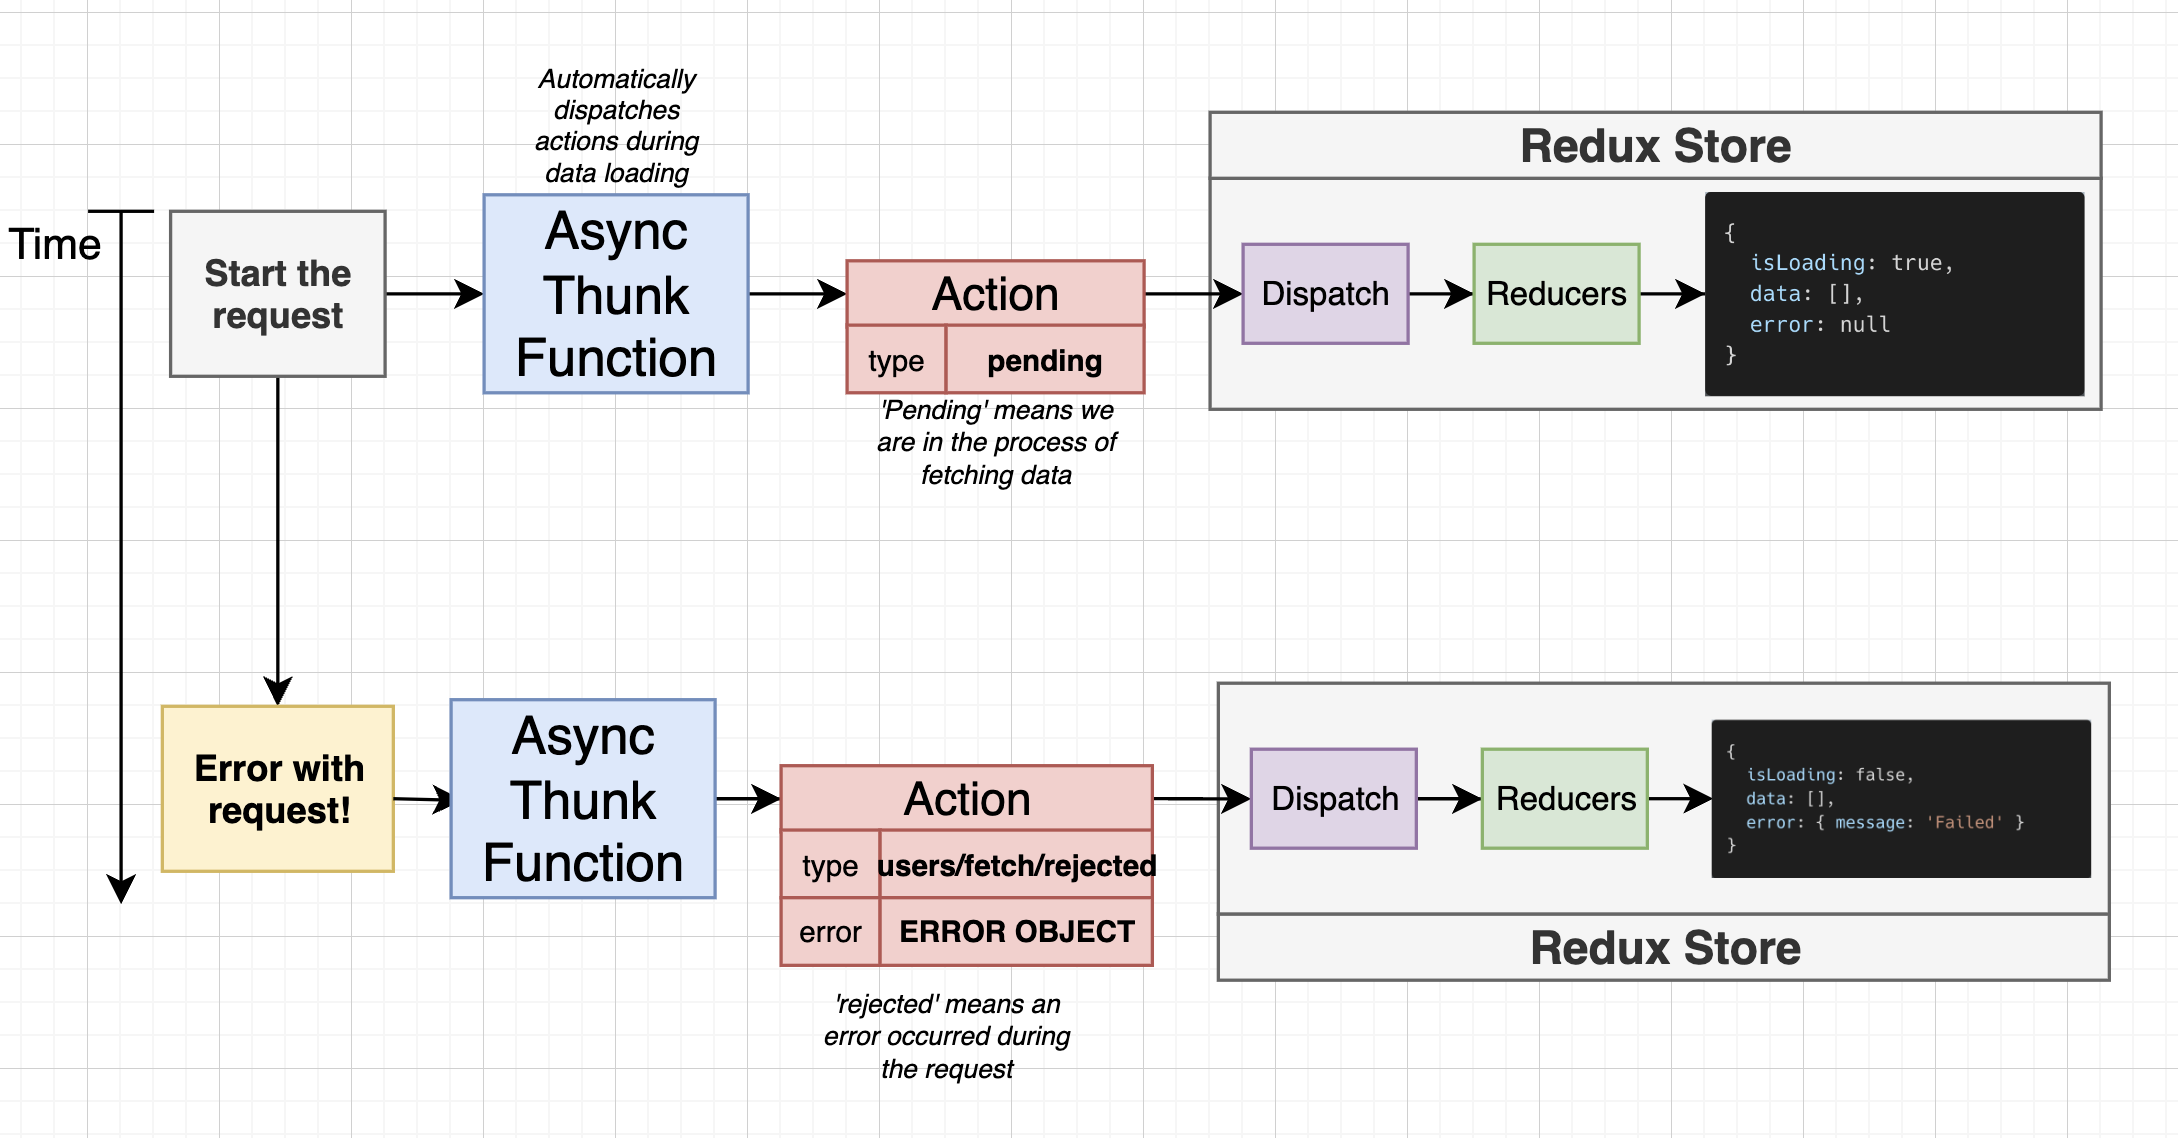 Automatically
dispatches
actions during
data loading
Time
Start the
request
Async
Thunk
Function
Action
type
pending
'Pending' means we
are in the process of
fetching data
Redux Store
Dispatch
Reducers
{
isLoading: true,
data: [],
error: null
}
Error with
request!
Async
Thunk
Function
Action
type
users/fetch/rejected
error
ERROR OBJECT
'rejected' means an
error occurred during
the request
Dispatch
Reducers
{
isLoading: false,
data: [],
error: { message: 'Failed' }
}
Redux Store